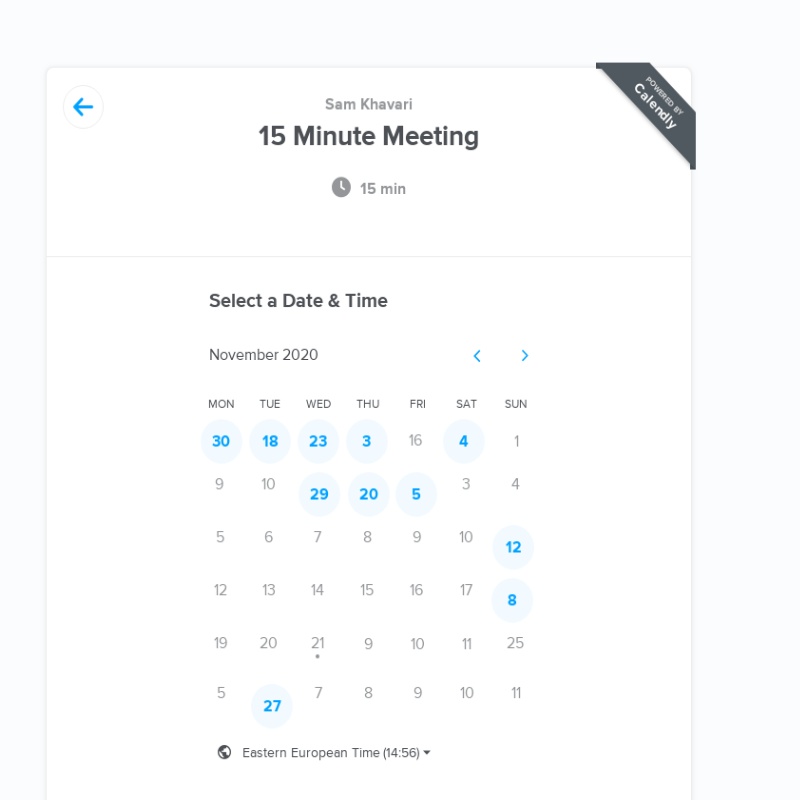 POWERED BY
Calendly
Sam Khavari
15 Minute Meeting
15 min
Select a Date & Time
November 2020
MON TUE WED THU FRI SAT SUN
30 18 23 3 16 4 1
9 10 29 20 5 3 4
5 6 7 8 9 10 12
12 13 14 15 16 17 8
19 20 21 9 10 11 25
5 27 7 8 9 10 11
Eastern European Time (14:56)